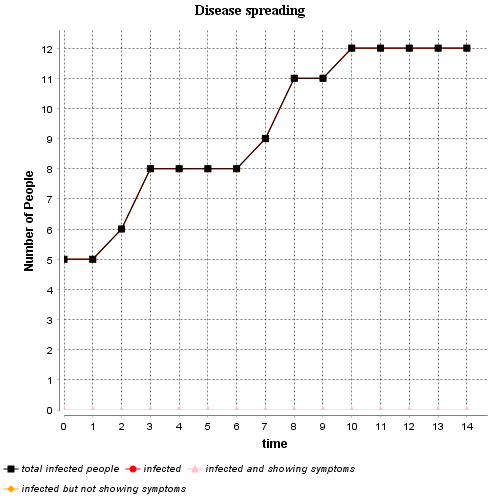 Disease spreading
12
11
10
9
8
7
6
5
4
3
2
1
0
Number of People
0 1 2 3 4 5 6 7 8 9 10 11 12 13 14
time
total infected people infected infected and showing symptoms
infected but not showing symptoms